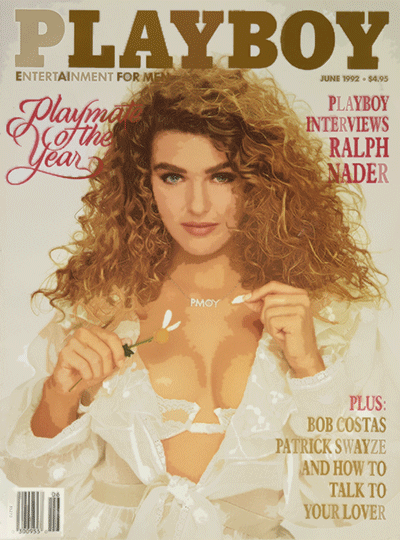 PLAYBOY
ENTERTAINMENT FOR MEN
JUNE 1992 • $4.95
Playmate
of the
Year
PLAYBOY
INTERVIEWS
RALPH
NADER
PMOY
PLUS:
BOB COSTAS
PATRICK SWAYZE
AND HOW TO
TALK TO
YOUR LOVER
06